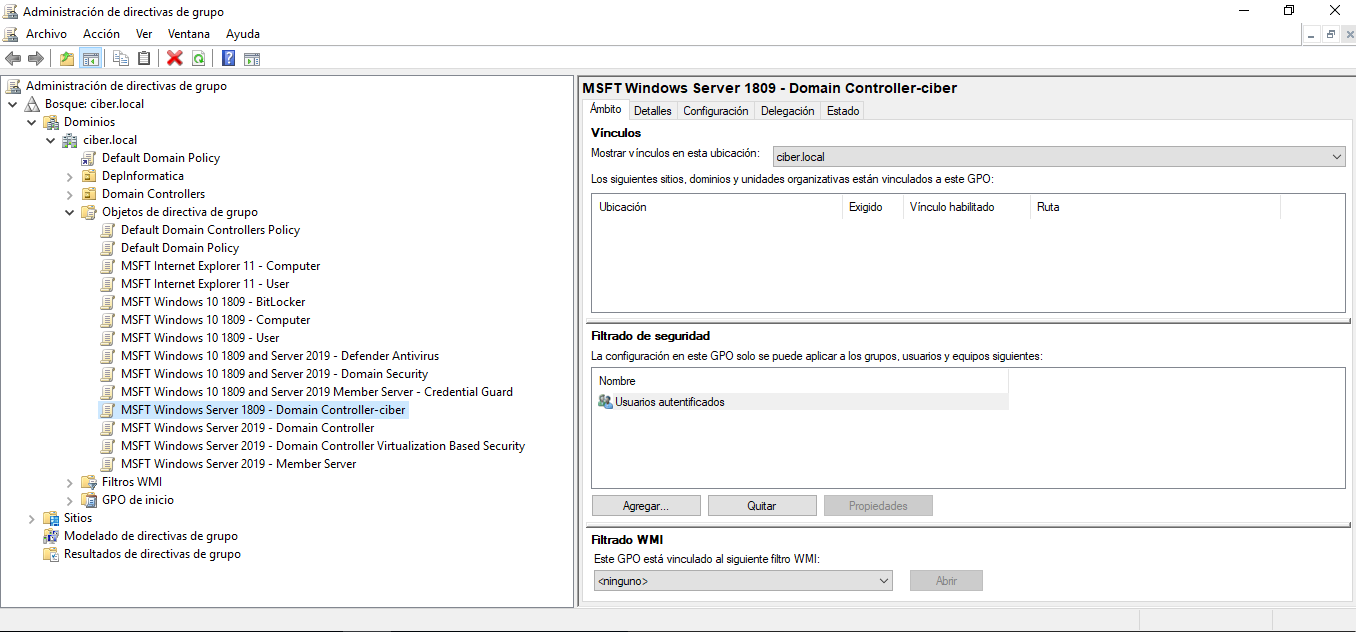 Administración de directivas de grupo
Archivo Acción Ver Ventana Ayuda
Administración de directivas de grupo
Bosque: ciber.local
Dominios
ciber.local
Default Domain Policy
DepInformatica
Domain Controllers
Objetos de directiva de grupo
Default Domain Controllers Policy
Default Domain Policy
MSFT Internet Explorer 11 - Computer
MSFT Internet Explorer 11 - User
MSFT Windows 10 1809 - BitLocker
MSFT Windows 10 1809 - Computer
MSFT Windows 10 1809 - User
MSFT Windows 10 1809 and Server 2019 - Defender Antivirus
MSFT Windows 10 1809 and Server 2019 - Domain Security
MSFT Windows 10 1809 and Server 2019 Member Server - Credential Guard
MSFT Windows Server 1809 - Domain Controller-ciber
MSFT Windows Server 2019 - Domain Controller
MSFT Windows Server 2019 - Domain Controller Virtualization Based Security
MSFT Windows Server 2019 - Member Server
Filtros WMI
GPO de inicio
Sitios
Modelado de directivas de grupo
Resultados de directivas de grupo
MSFT Windows Server 1809 - Domain Controller-ciber
Ámbito Detalles Configuración Delegación Estado
Vínculos
Mostrar vínculos en esta ubicación: ciber.local
Los siguientes sitios, dominios y unidades organizativas están vinculados a este GPO:
Ubicación Exigido Vínculo habilitado Ruta
Filtrado de seguridad
La configuración en este GPO solo se puede aplicar a los grupos, usuarios y equipos siguientes:
Nombre
Usuarios autentificados
Agregar... Quitar Propiedades
Filtrado WMI
Este GPO está vinculado al siguiente filtro WMI:
<ninguno> Abrir